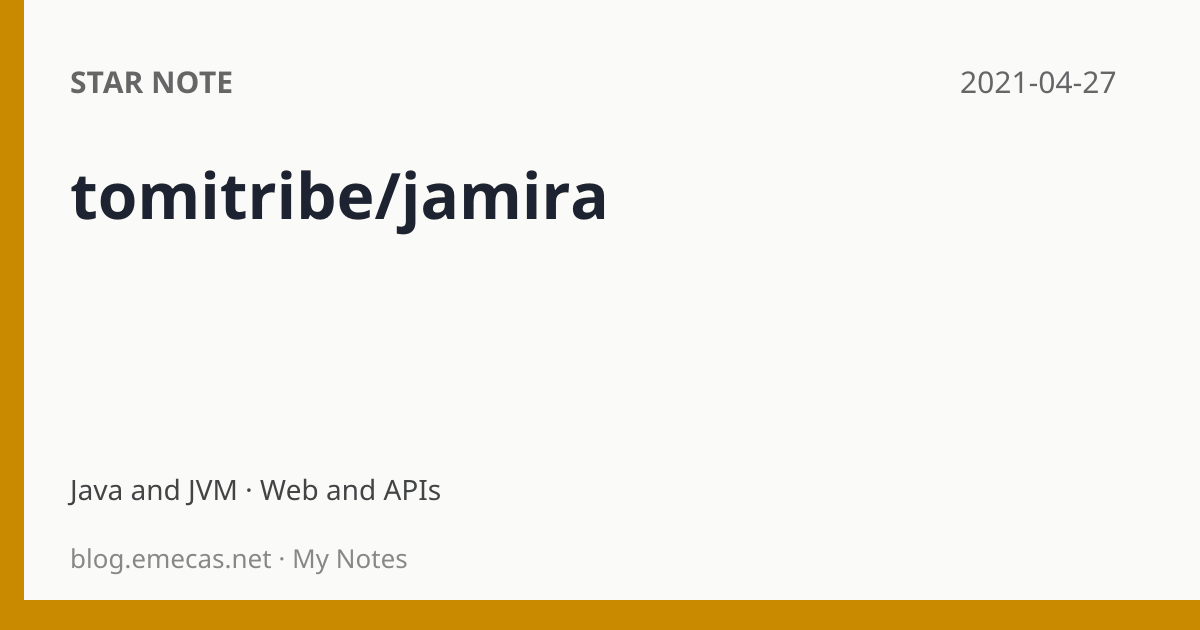 STAR NOTE
2021-04-27
tomitribe/jamira
Java and JVM · Web and APIs
blog.emecas.net · My Notes